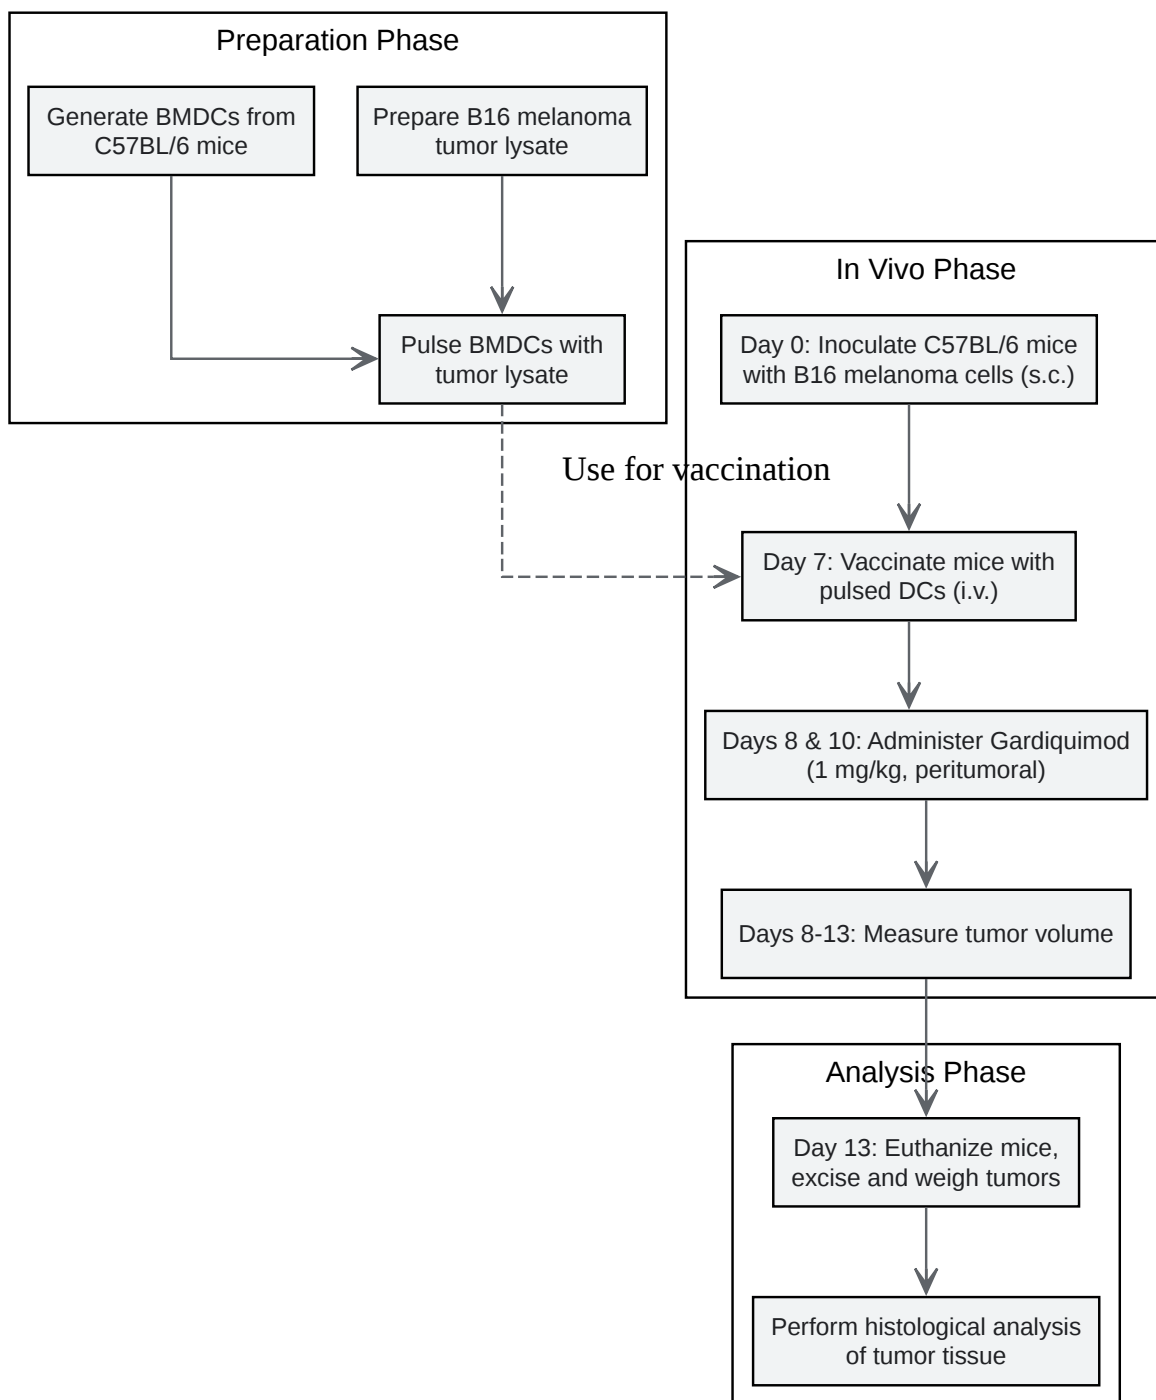 Preparation Phase
Generate BMDCs from
C57BL/6 mice
Prepare B16 melanoma
tumor lysate
Pulse BMDCs with
tumor lysate
Use for vaccination
In Vivo Phase
Day 0: Inoculate C57BL/6 mice
with B16 melanoma cells (s.c.)
Day 7: Vaccinate mice with
pulsed DCs (i.v.)
Days 8 & 10: Administer Gardiquimod
(1 mg/kg, peritumoral)
Days 8-13: Measure tumor volume
Analysis Phase
Day 13: Euthanize mice,
excise and weigh tumors
Perform histological analysis
of tumor tissue